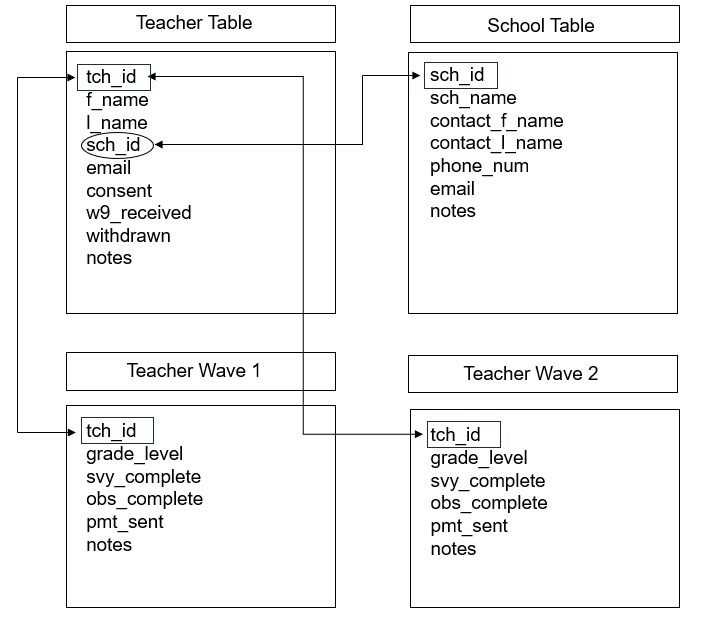 Teacher Table
tch_id
f_name
l_name
sch_id
email
consent
w9_received
withdrawn
notes
School Table
sch_id
sch_name
contact_f_name
contact_l_name
phone_num
email
notes
Teacher Wave 1
tch_id
grade_level
svy_complete
obs_complete
pmt_sent
notes
Teacher Wave 2
tch_id
grade_level
svy_complete
obs_complete
pmt_sent
notes